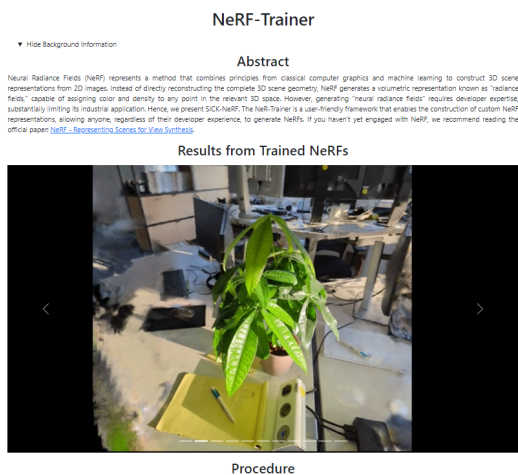 NeRF-Trainer
▼ Hide Background Information
Abstract
Neural Radiance Fields (NeRF) represents a method that combines principles from classical computer graphics and machine learning to construct 3D scene
representations from 2D images. Instead of directly reconstructing the complete 3D scene geometry, NeRF generates a volumetric representation known as "radiance
fields," capable of assigning color and density to any point in the relevant 3D space. However, generating "neural radiance fields" requires developer expertise,
substantially limiting its industrial application. Hence, we present SICK-NeRF. The NeR-Trainer is a user-friendly framework that enables the construction of custom NeRF
representations, allowing anyone, regardless of their developer experience, to generate NeRFs. If you haven't yet engaged with NeRF, we recommend reading the
official paper: NeRF - Representing Scenes for View Synthesis.
Results from Trained NeRFs
Procedure